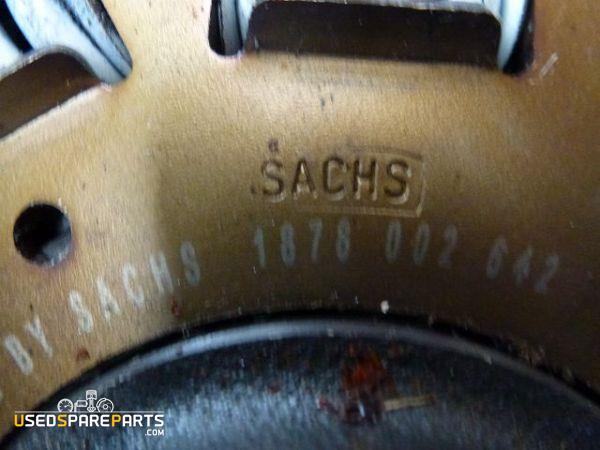 SACHS
BY SACHS 1878 002 642
USEDSPAREPARTS
.COM